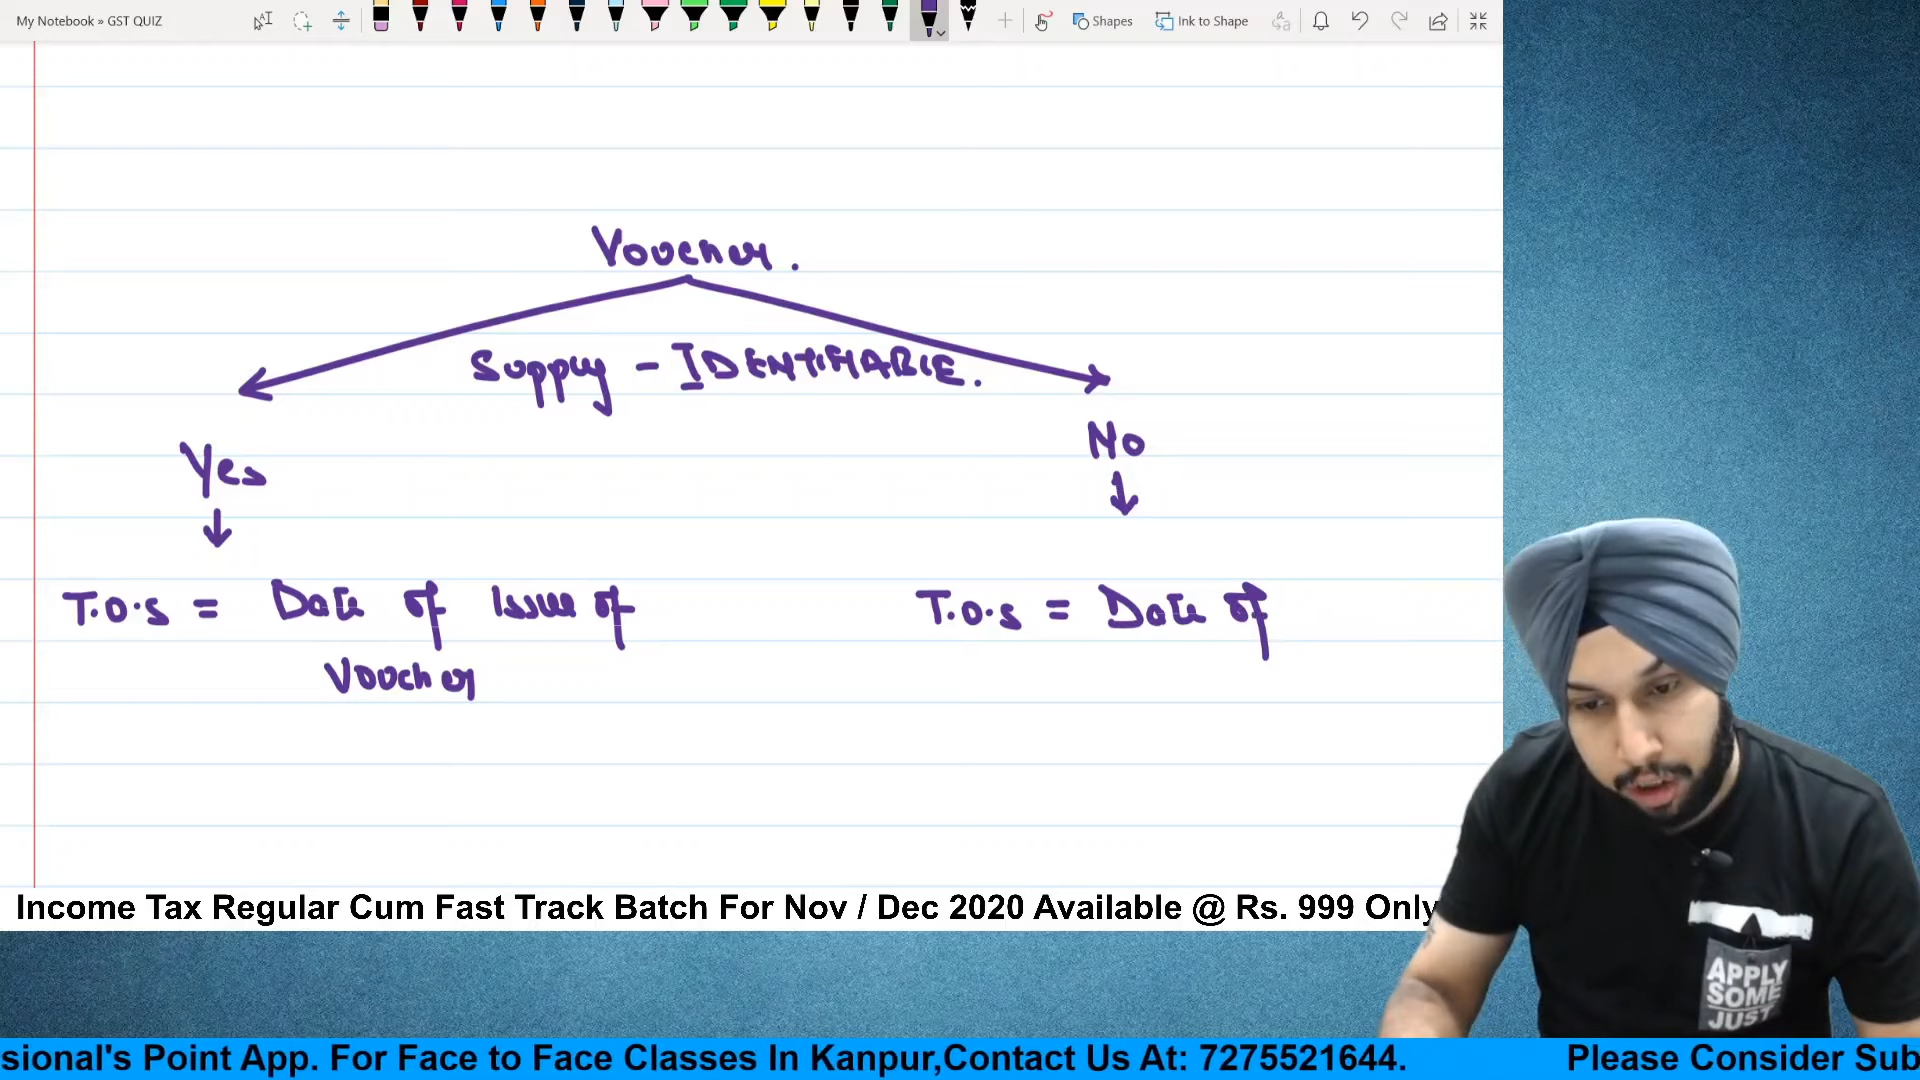 My Notebook » GST QUIZ
Shapes
Ink to Shape
Voucher.
Supply - IDENTIFIABLE.
Yes
No
T.O.S = Date of Issue of
Voucher
T.O.S = Date of
Income Tax Regular Cum Fast Track Batch For Nov / Dec 2020 Available @ Rs. 999 Only
APPLY
SOME
JUST
sional's Point App. For Face to Face Classes In Kanpur,Contact Us At: 7275521644.
Please Consider Sub